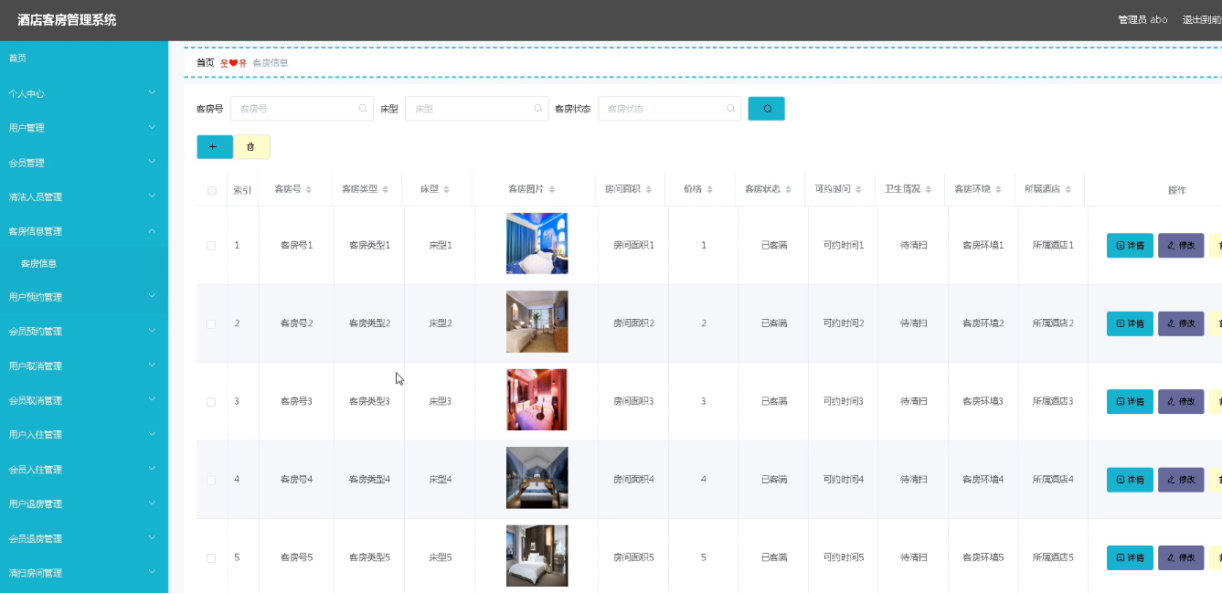 酒店客房管理系统
管理员 abo 退出到前
首页
个人中心
用户管理
会员管理
清洁人员管理
客房信息管理
客房信息
用户预约管理
会员预约管理
用户取消管理
会员取消管理
用户入住管理
会员入住管理
用户退房管理
会员退房管理
清扫房间管理
首页 客房信息
客房号 客房号 床型 床型 客房状态 客房状态
索引 客房号 客房类型 床型 客房图片 房间面积 价格 客房状态 可约时间 卫生情况 客房环境 所属酒店 操作
1 客房号1 客房类型1 床型1 房间面积1 1 已客满 可约时间1 待清扫 客房环境1 所属酒店1 详情 修改
2 客房号2 客房类型2 床型2 房间面积2 2 已客满 可约时间2 待清扫 客房环境2 所属酒店2 详情 修改
3 客房号3 客房类型3 床型3 房间面积3 3 已客满 可约时间3 待清扫 客房环境3 所属酒店3 详情 修改
4 客房号4 客房类型4 床型4 房间面积4 4 已客满 可约时间4 待清扫 客房环境4 所属酒店4 详情 修改
5 客房号5 客房类型5 床型5 房间面积5 5 已客满 可约时间5 待清扫 客房环境5 所属酒店5 详情 修改